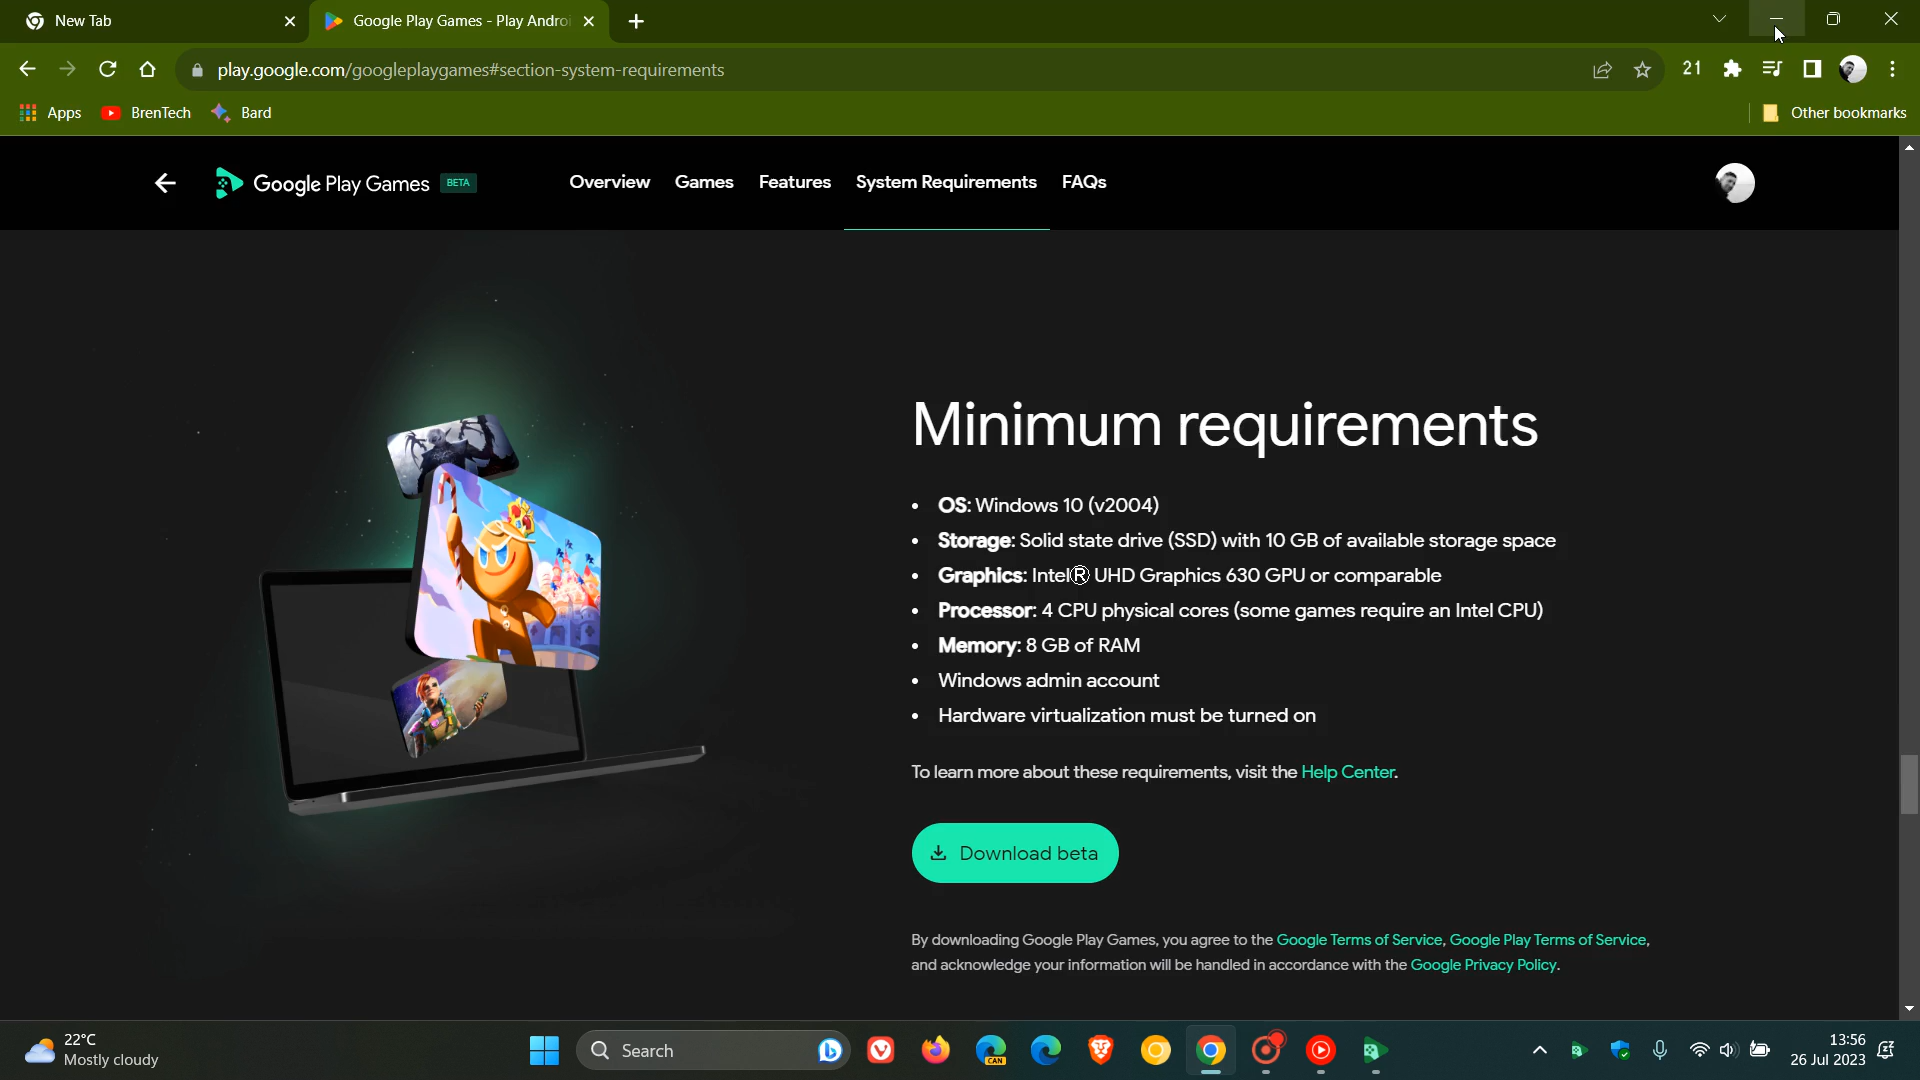 New Tab
Google Play Games - Play Androi
play.google.com/googleplaygames#section-system-requirements
21
Apps
BrenTech
Bard
Other bookmarks
Google Play Games BETA
Overview
Games
Features
System Requirements
FAQs
Minimum requirements
• OS: Windows 10 (v2004)
• Storage: Solid state drive (SSD) with 10 GB of available storage space
• Graphics: Intel® UHD Graphics 630 GPU or comparable
• Processor: 4 CPU physical cores (some games require an Intel CPU)
• Memory: 8 GB of RAM
• Windows admin account
• Hardware virtualization must be turned on
To learn more about these requirements, visit the Help Center.
Download beta
By downloading Google Play Games, you agree to the Google Terms of Service, Google Play Terms of Service,
and acknowledge your information will be handled in accordance with the Google Privacy Policy.
22°C
Mostly cloudy
Search
CAN
13:56
26 Jul 2023